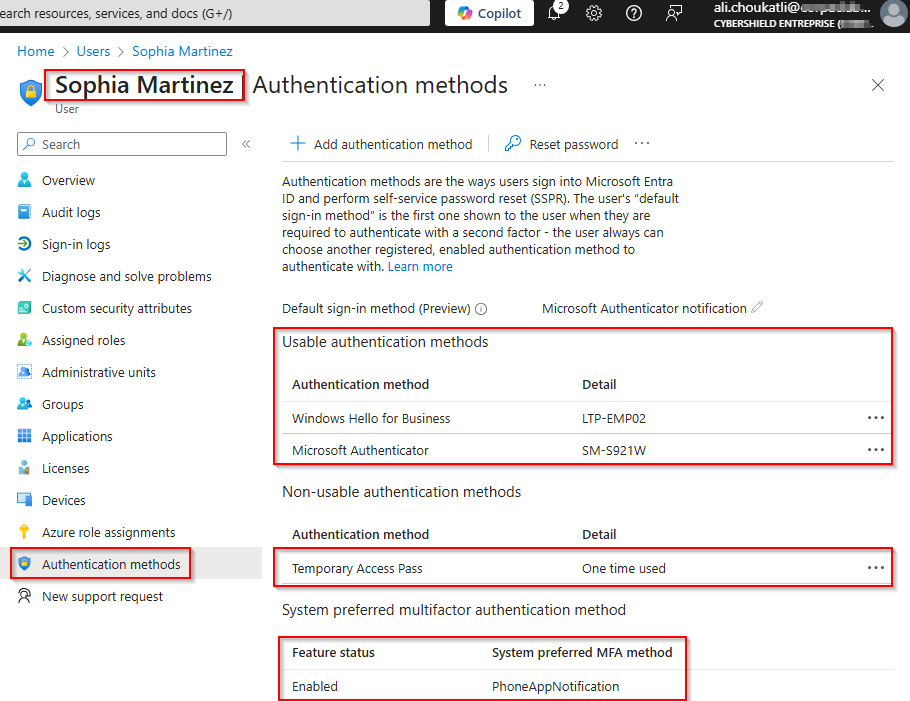 earch resources, services, and docs (G+/)
Copilot
2
ali.choukatli@
CYBERSHIELD ENTREPRISE (
Home > Users > Sophia Martinez
Sophia Martinez | Authentication methods ...
User
Search
«
Add authentication method
Reset password
...
Overview
Audit logs
Sign-in logs
Diagnose and solve problems
Custom security attributes
Assigned roles
Administrative units
Groups
Applications
Licenses
Devices
Azure role assignments
Authentication methods
New support request
Authentication methods are the ways users sign into Microsoft Entra
ID and perform self-service password reset (SSPR). The user's "default
sign-in method" is the first one shown to the user when they are
required to authenticate with a second factor - the user always can
choose another registered, enabled authentication method to
authenticate with. Learn more
Default sign-in method (Preview) Microsoft Authenticator notification
Usable authentication methods
Authentication method Detail
Windows Hello for Business LTP-EMP02 ...
Microsoft Authenticator SM-S921W ...
Non-usable authentication methods
Authentication method Detail
Temporary Access Pass One time used ...
System preferred multifactor authentication method
Feature status System preferred MFA method
Enabled PhoneAppNotification